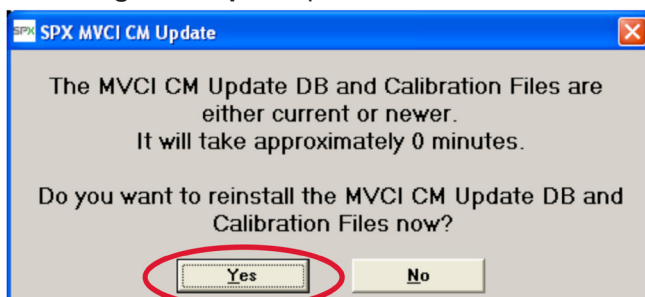 SPX SPX MVCI CM Update
The MVCI CM Update DB and Calibration Files are
either current or newer.
It will take approximately 0 minutes.
Do you want to reinstall the MVCI CM Update DB and
Calibration Files now?
Yes No